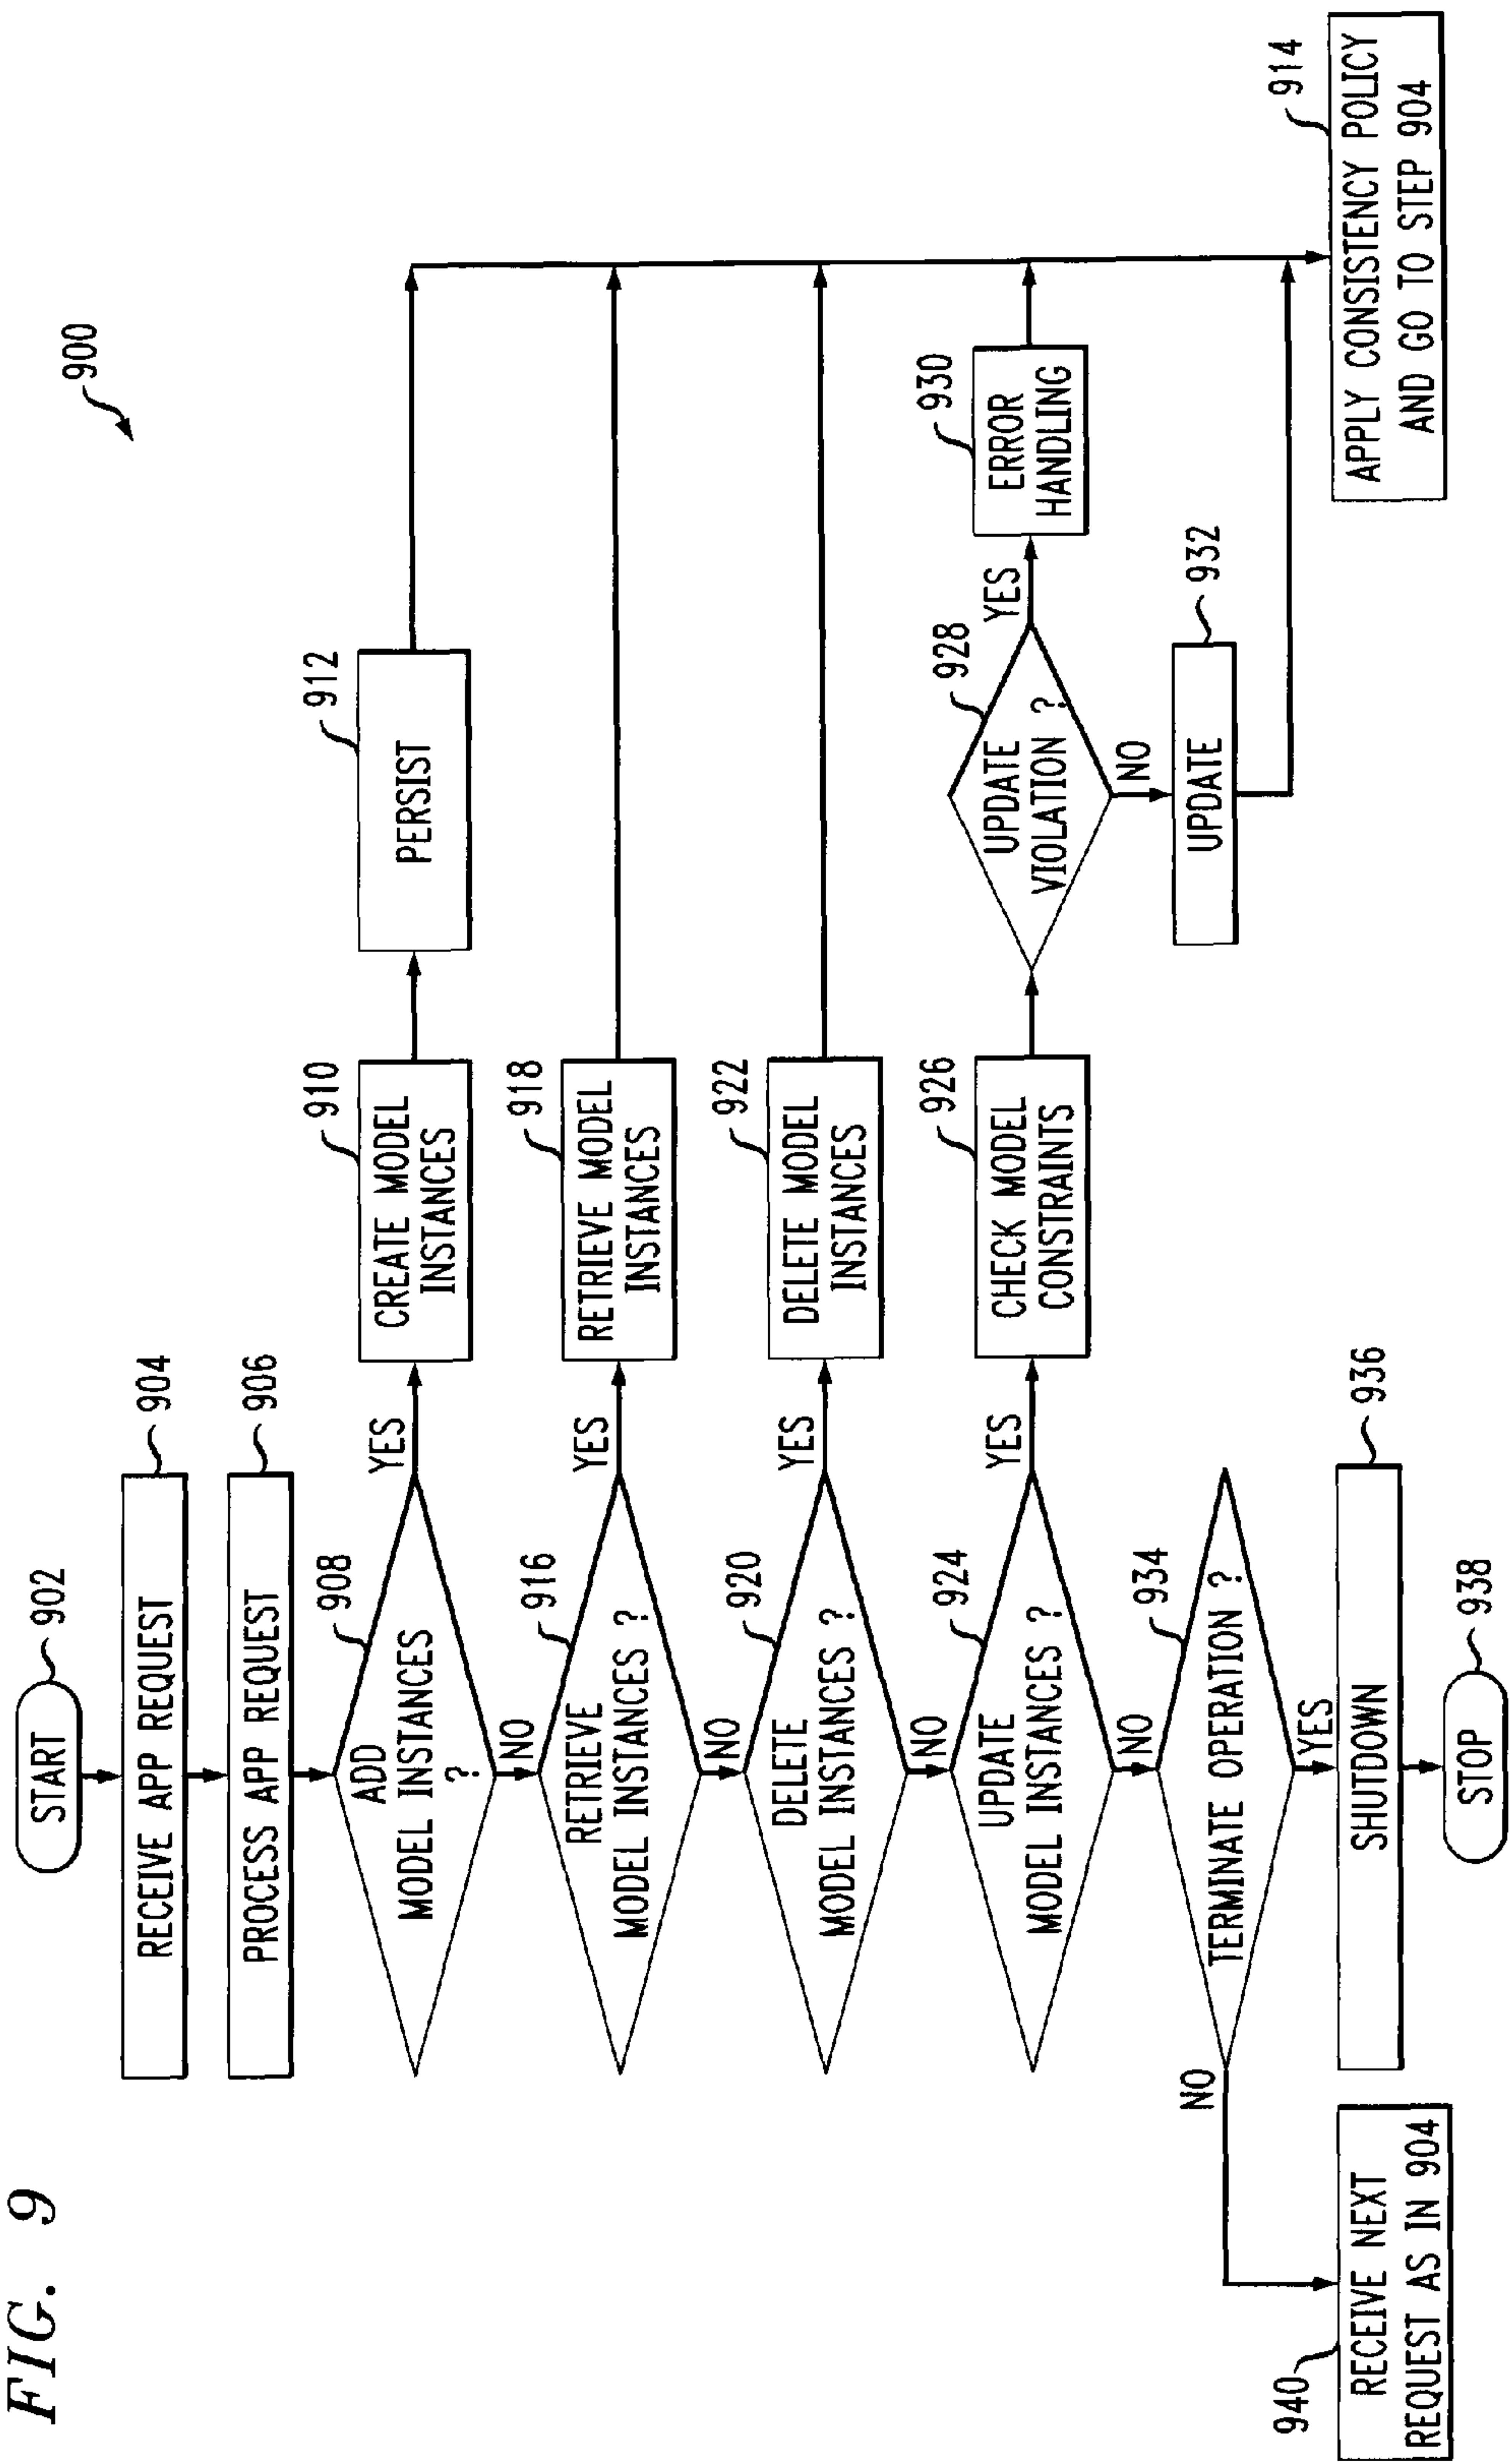 FIG. 9
900
START
902
RECEIVE APP REQUEST
904
PROCESS APP REQUEST
906
ADD
MODEL INSTANCES
?
908
YES
CREATE MODEL
INSTANCES
910
PERSIST
912
NO
RETRIEVE
MODEL INSTANCES ?
916
YES
RETRIEVE MODEL
INSTANCES
918
NO
DELETE
MODEL INSTANCES ?
920
YES
DELETE MODEL
INSTANCES
922
NO
UPDATE
MODEL INSTANCES ?
924
YES
CHECK MODEL
CONSTRAINTS
926
UPDATE
VIOLATION ?
928
YES
ERROR
HANDLING
930
NO
UPDATE
932
NO
TERMINATE OPERATION ?
934
NO
YES
RECEIVE NEXT
REQUEST AS IN 904
940
SHUTDOWN
936
APPLY CONSISTENCY POLICY
AND GO TO STEP 904
914
STOP
938